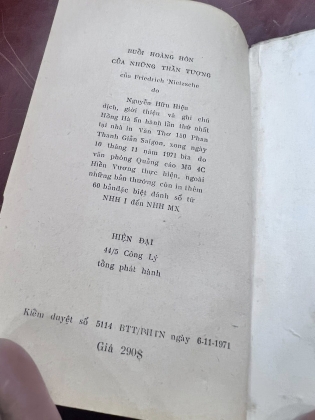 BUỔI HOÀNG HÔN
CỦA NHỮNG THẦN TƯỢNG
của Friedrich Nietzsche
do
Nguyễn Hữu Hiệu
dịch, giới thiệu và ghi chú
Hồng Hà ấn hành lần thứ nhất
tại nhà in Văn Thơ 150 Phan
Thanh Giản Saigon, xong ngày
10 tháng 11 năm 1971 bìa do
văn phòng Quảng cáo Mã 4C
Hiền Vương thực hiện, ngoài
những bản thường còn in thêm
60 bản đặc biệt đánh số từ
NHH I đến NHH MX
HIỆN ĐẠI
44/5 Công Lý
tổng phát hành
Kiểm duyệt số 5114 BTT/PHTN ngày 6-11-1971
Giá 290$